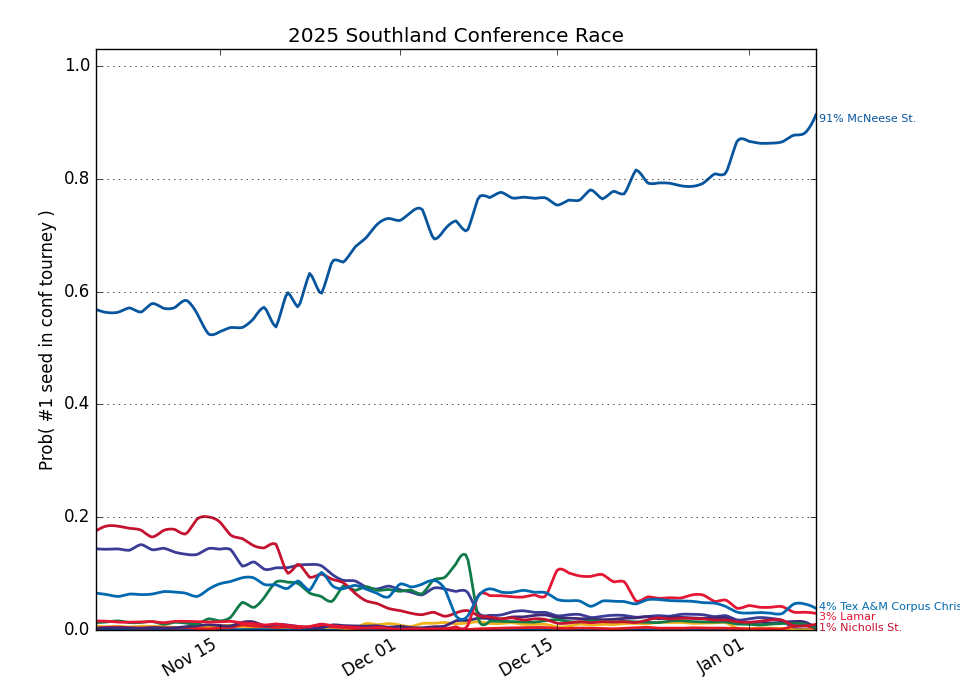 2025 Southland Conference Race
Prob( #1 seed in conf tourney )
1.0
0.8
0.6
0.4
0.2
0.0
Nov 15
Dec 01
Dec 15
Jan 01
91% McNeese St.
4% Tex A&M Corpus Chris
3% Lamar
1% Nicholls St.